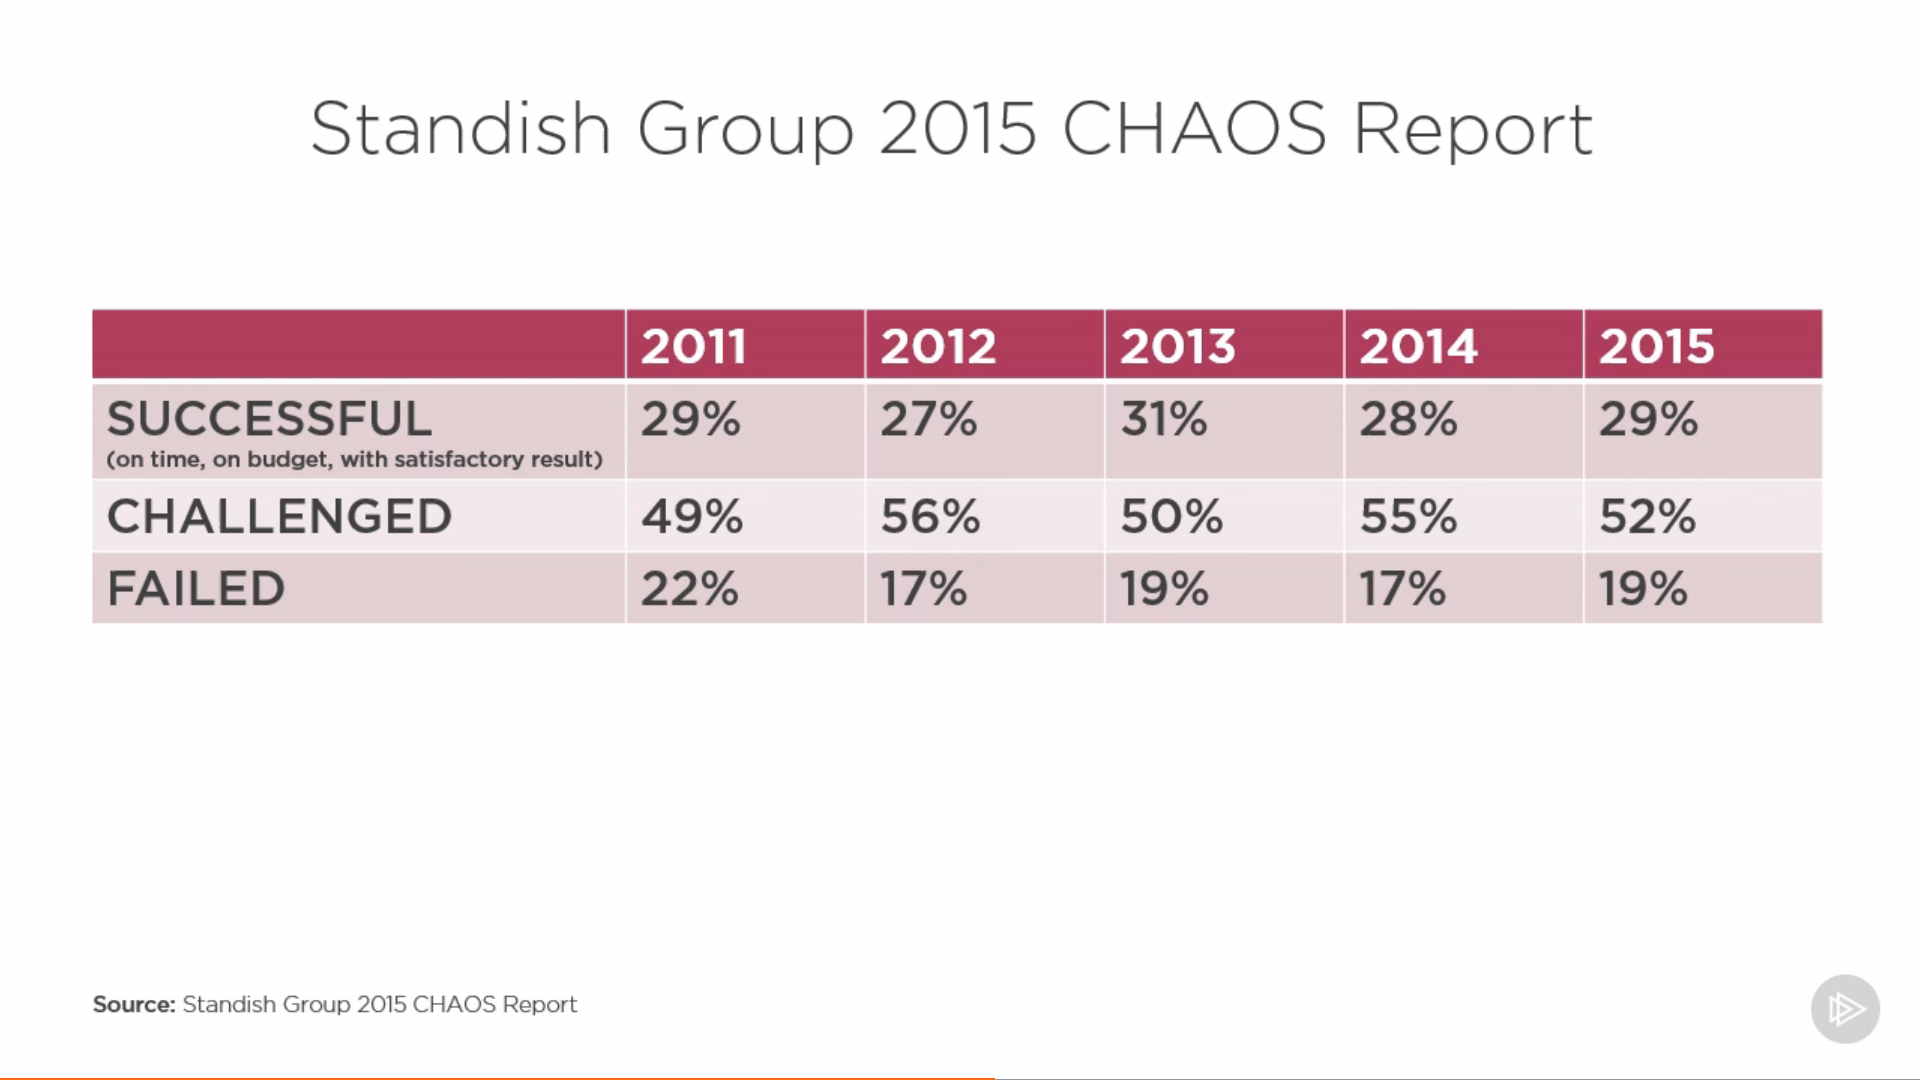 Standish Group 2015 CHAOS Report
2011 2012 2013 2014 2015
SUCCESSFUL 29% 27% 31% 28% 29%
(on time, on budget, with satisfactory result)
CHALLENGED 49% 56% 50% 55% 52%
FAILED 22% 17% 19% 17% 19%
Source: Standish Group 2015 CHAOS Report